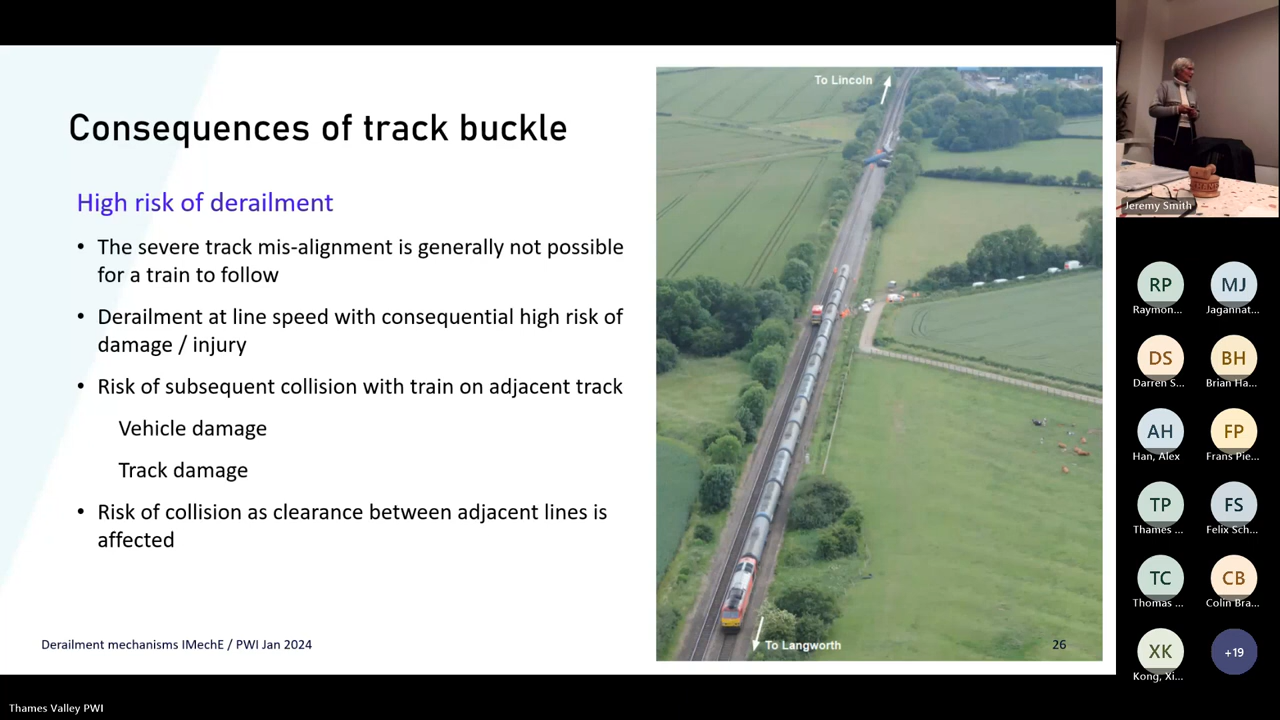 Consequences of track buckle
High risk of derailment
• The severe track mis-alignment is generally not possible
for a train to follow
• Derailment at line speed with consequential high risk of
damage / injury
• Risk of subsequent collision with train on adjacent track
Vehicle damage
Track damage
• Risk of collision as clearance between adjacent lines is
affected
Derailment mechanisms IMechE / PWI Jan 2024
To Lincoln
To Langworth
26
Jeremy Smith
RP
Raymon...
MJ
Jagannat...
DS
Darren S...
BH
Brian Ha...
AH
Han, Alex
FP
Frans Pie...
TP
Thames ...
FS
Felix Sch...
TC
Thomas ...
CB
Colin Bra...
XK
Kong, Xi...
+19
Thames Valley PWI